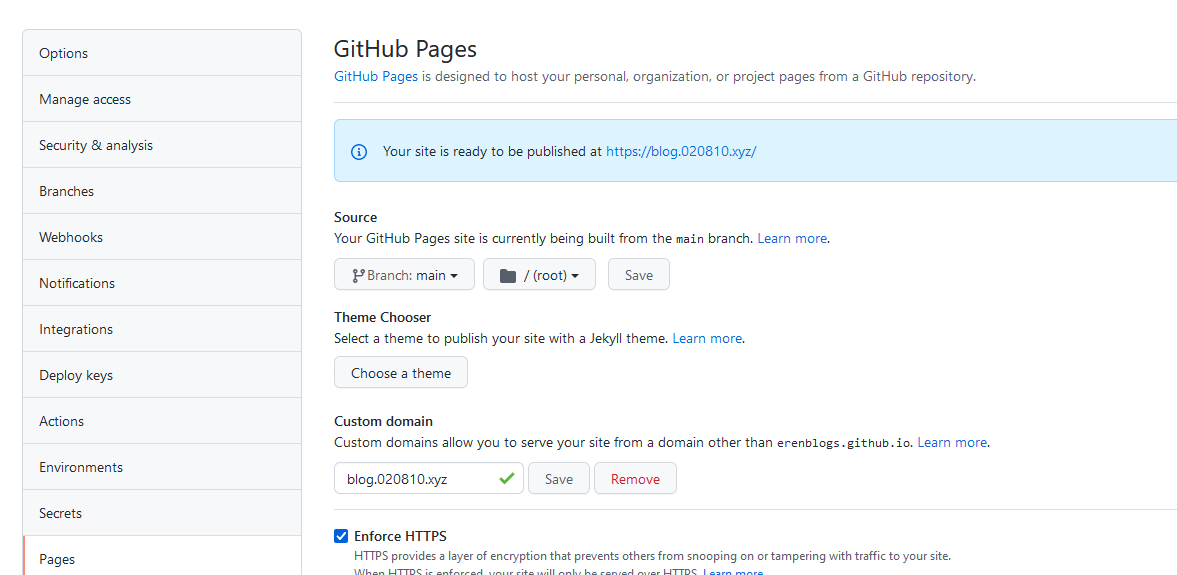 Options
Manage access
Security & analysis
Branches
Webhooks
Notifications
Integrations
Deploy keys
Actions
Environments
Secrets
Pages
GitHub Pages
GitHub Pages is designed to host your personal, organization, or project pages from a GitHub repository.
Your site is ready to be published at https://blog.020810.xyz/
Source
Your GitHub Pages site is currently being built from the main branch. Learn more.
Branch: main
/ (root)
Save
Theme Chooser
Select a theme to publish your site with a Jekyll theme. Learn more.
Choose a theme
Custom domain
Custom domains allow you to serve your site from a domain other than erenblogs.github.io. Learn more.
blog.020810.xyz
Save
Remove
Enforce HTTPS
HTTPS provides a layer of encryption that prevents others from snooping on or tampering with traffic to your site.
When HTTPS is enforced, your site will only be served over HTTPS. Learn more.